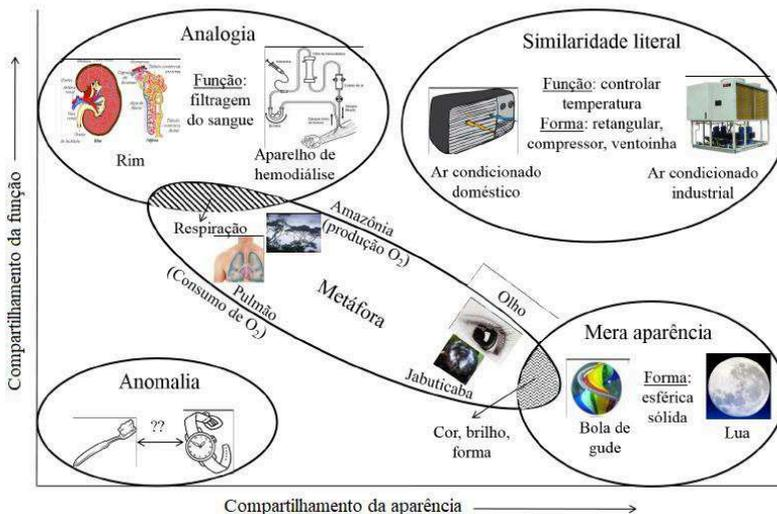 Analogia
Função:
filtragem
do sangue
Rim
Aparelho de
hemodiálise
Similaridade literal
Função: controlar
temperatura
Forma: retangular,
compressor, ventoinha
Ar condicionado
doméstico
Ar condicionado
industrial
Compartilhamento da função
Respiração
Amazônia
(produção O₂)
Pulmão
(Consumo de O₂)
Metáfora
Olho
Jabuticaba
Cor, brilho,
forma
Mera aparência
Forma:
esférica
sólida
Bola de
gude
Lua
Anomalia
??
Compartilhamento da aparência